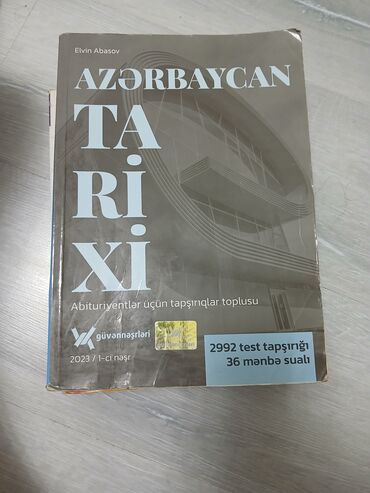 Elvin Abasov
AZƏRBAYCAN
TA
Rİ
Xİ
Abituriyentlər üçün tapşırıqlar toplusu
güvənnəşrləri
2023 / 1-ci nəşr
2992 test tapşırığı
36 mənbə sualı